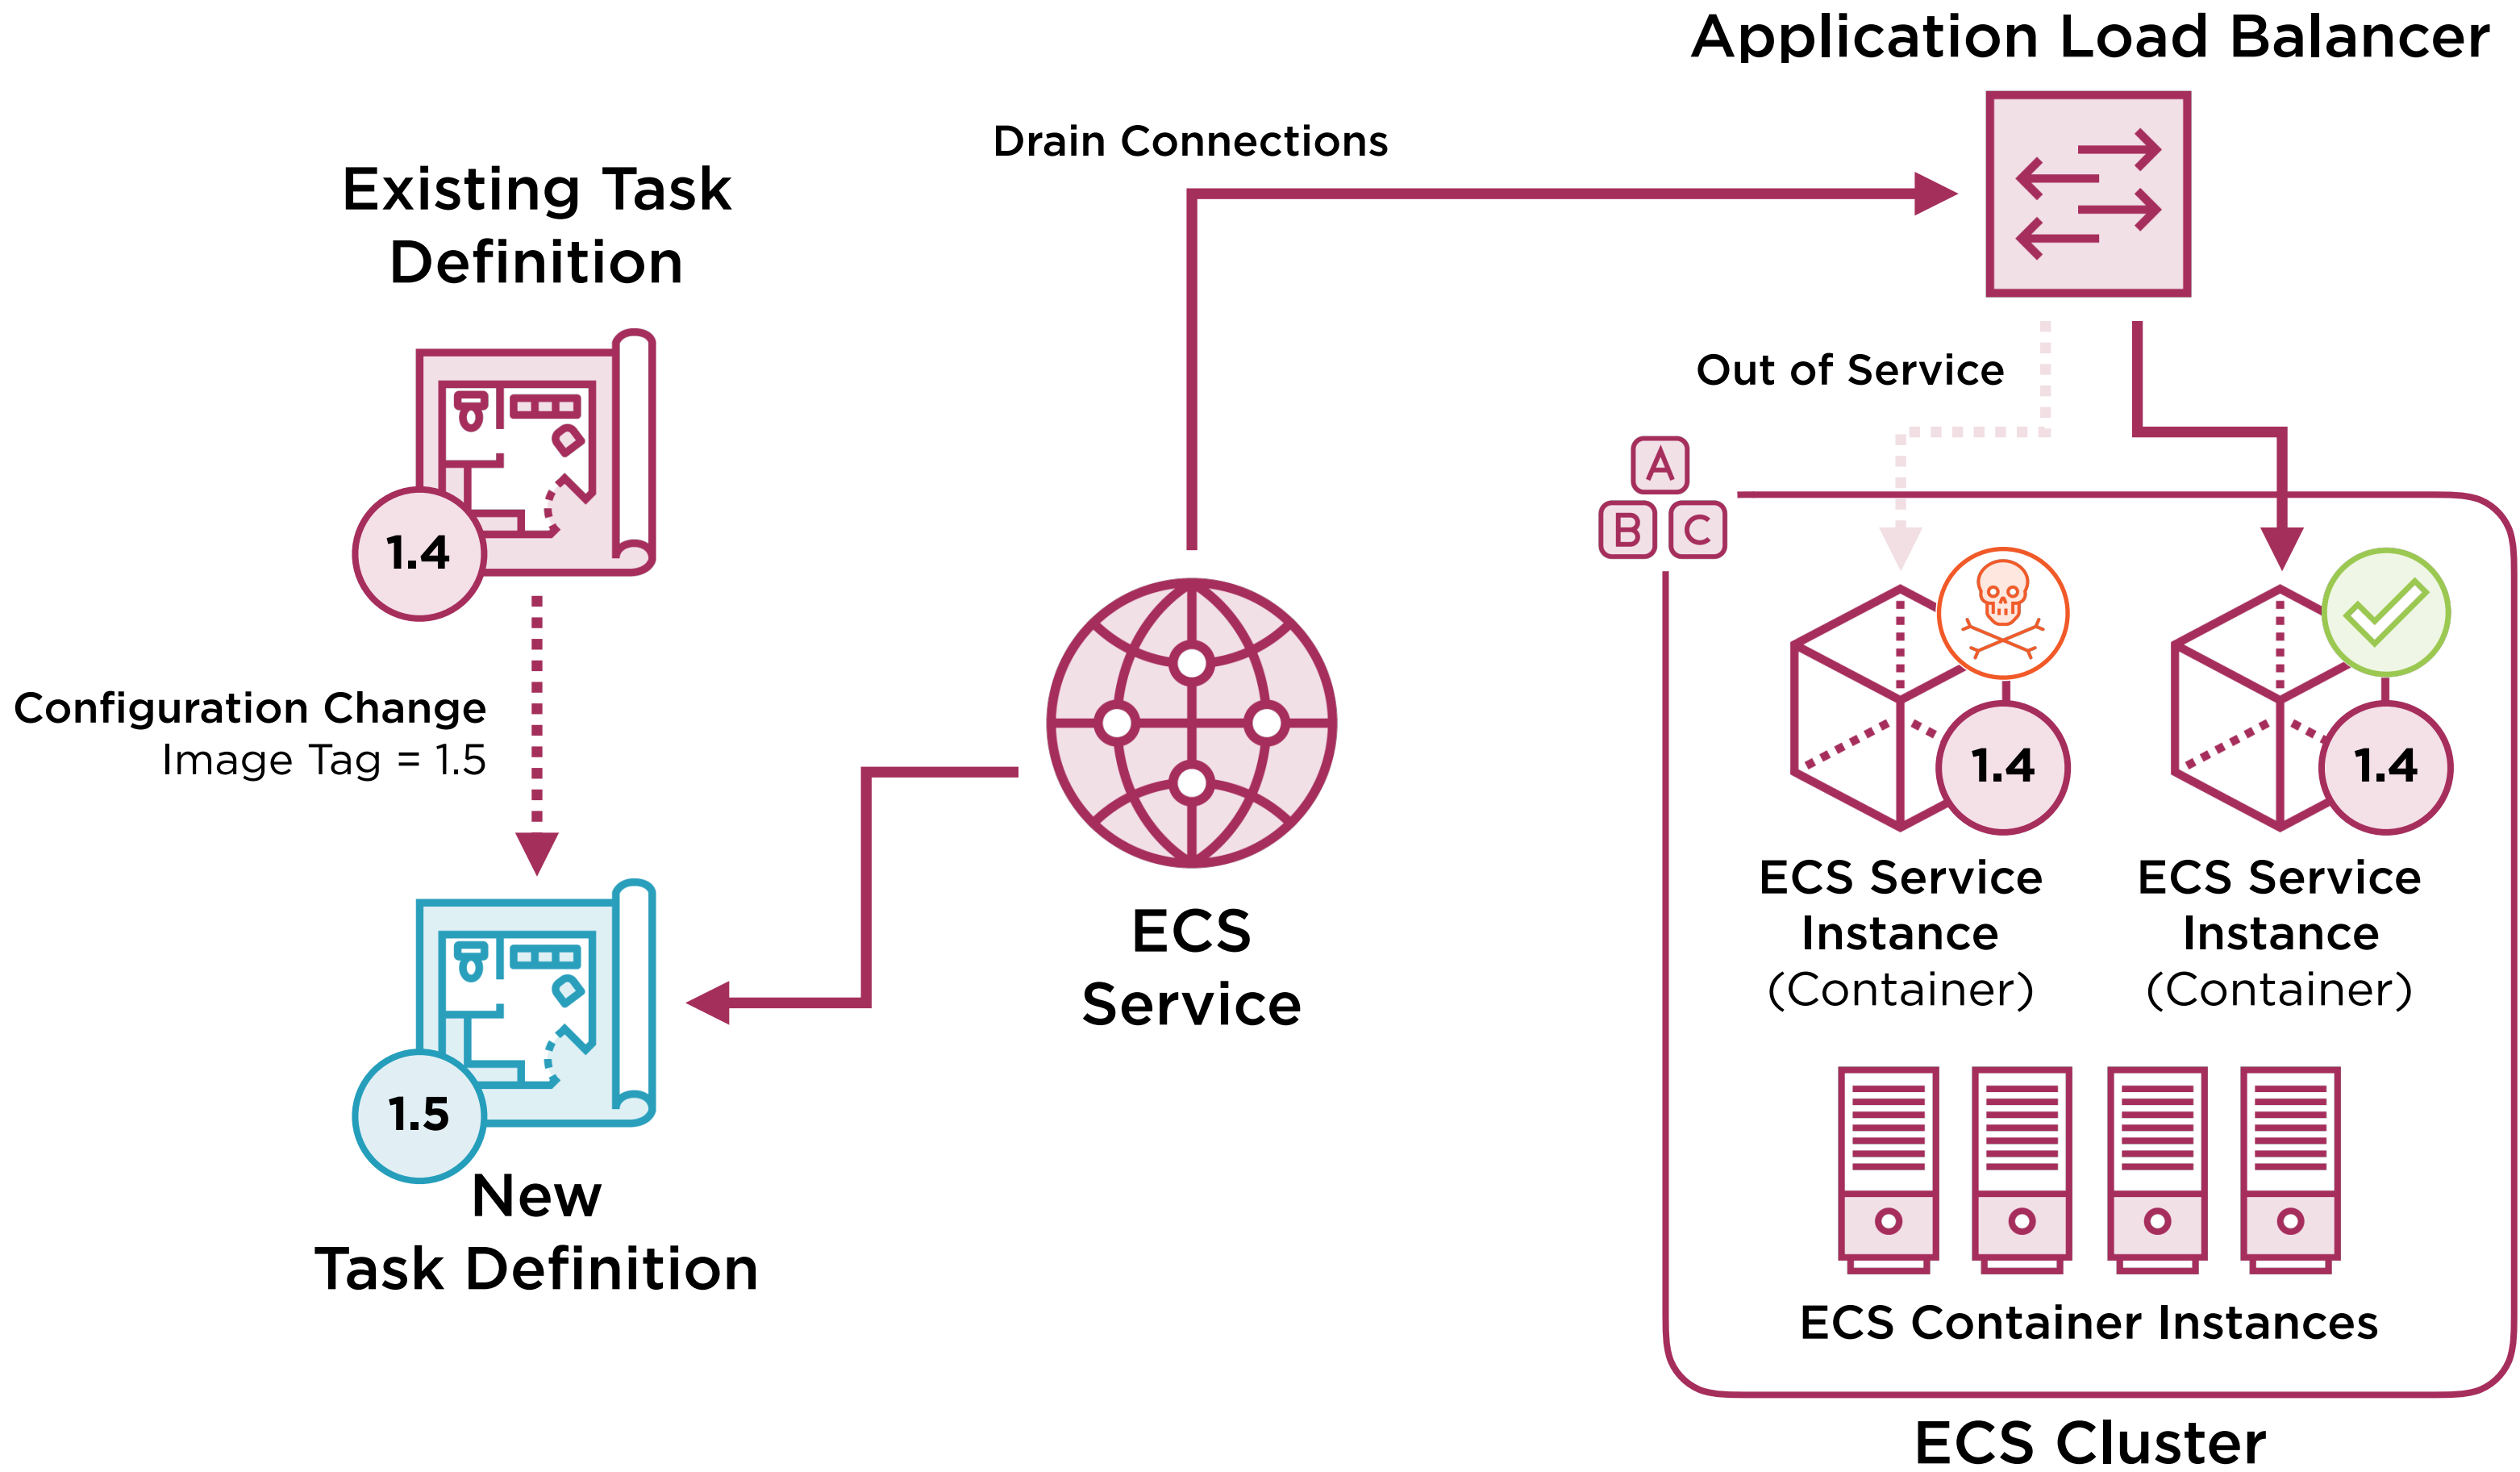 Application Load Balancer
Drain Connections
Existing Task
Definition
Out of Service
A
B C
1.4
Configuration Change
Image Tag = 1.5
1.4
1.4
ECS Service
Instance
(Container)
ECS Service
Instance
(Container)
ECS
Service
1.5
New
Task Definition
ECS Container Instances
ECS Cluster